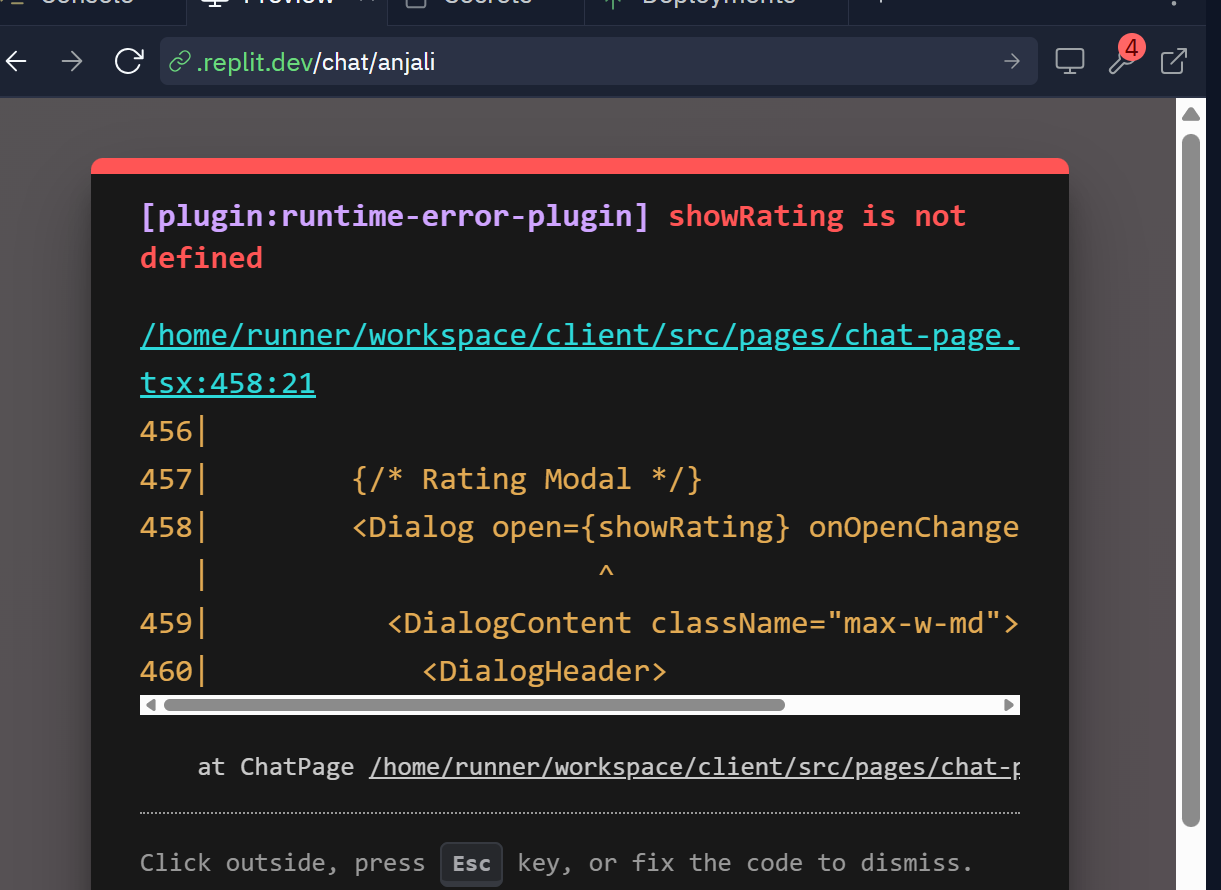 Console
Preview
Secrets
Deployments
.replit.dev/chat/anjali
4
[plugin:runtime-error-plugin] showRating is not
defined
/home/runner/workspace/client/src/pages/chat-page.
tsx:458:21
456|
457|        {/* Rating Modal */}
458|        <Dialog open={showRating} onOpenChange
|                      ^
459|          <DialogContent className="max-w-md">
460|            <DialogHeader>
at ChatPage /home/runner/workspace/client/src/pages/chat-p
Click outside, press Esc key, or fix the code to dismiss.